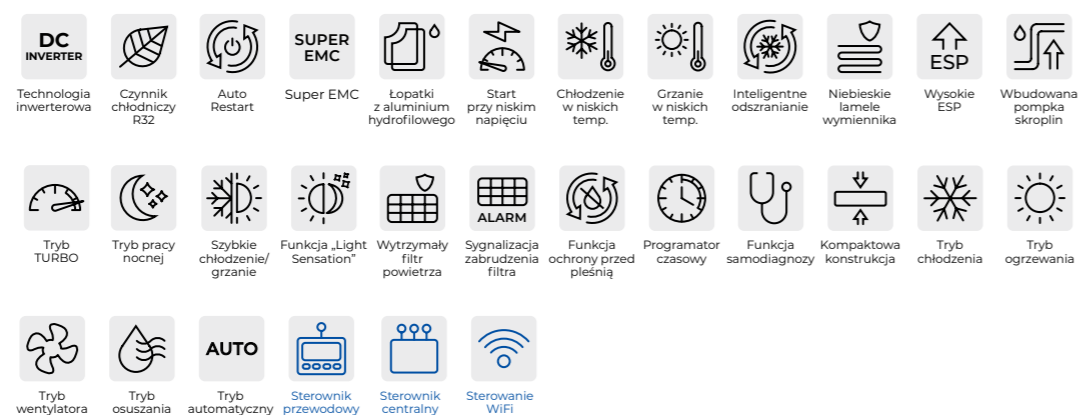 DC
INVERTER
SUPER
EMC
ESP
Technologia
inwerterowa
Czynnik
chłodniczy
R32
Auto
Restart
Super EMC
Łopatki
z aluminium
hydrofilowego
Start
przy niskim
napięciu
Chłodzenie
w niskich
temp.
Grzanie
w niskich
temp.
Inteligentne
odszranianie
Niebieskie
lamele
wymiennika
Wysokie
ESP
Wbudowana
pompka
skroplin
ALARM
Tryb
TURBO
Tryb pracy
nocnej
Szybkie
chłodzenie/
grzanie
Funkcja „Light
Sensation”
Wytrzymały
filtr
powietrza
Sygnalizacja
zabrudzenia
filtra
Funkcja
ochrony przed
pleśnią
Programator
czasowy
Funkcja
samodiagnozy
Kompaktowa
konstrukcja
Tryb
chłodzenia
Tryb
ogrzewania
AUTO
Tryb
wentylatora
Tryb
osuszania
Tryb
automatyczny
Sterownik
przewodowy
Sterownik
centralny
Sterowanie
WiFi